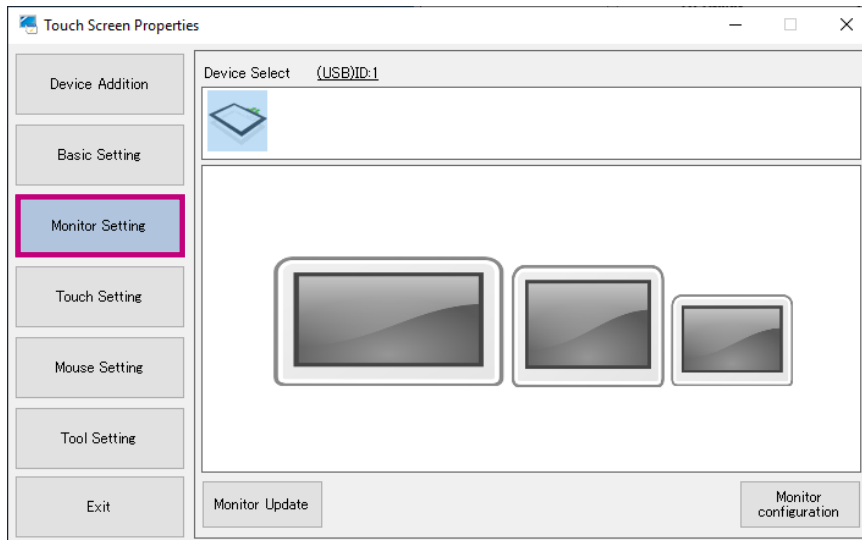 Touch Screen Properties
Device Addition
Basic Setting
Monitor Setting
Touch Setting
Mouse Setting
Tool Setting
Exit
Device Select (USB)ID:1
Monitor Update
Monitor
configuration